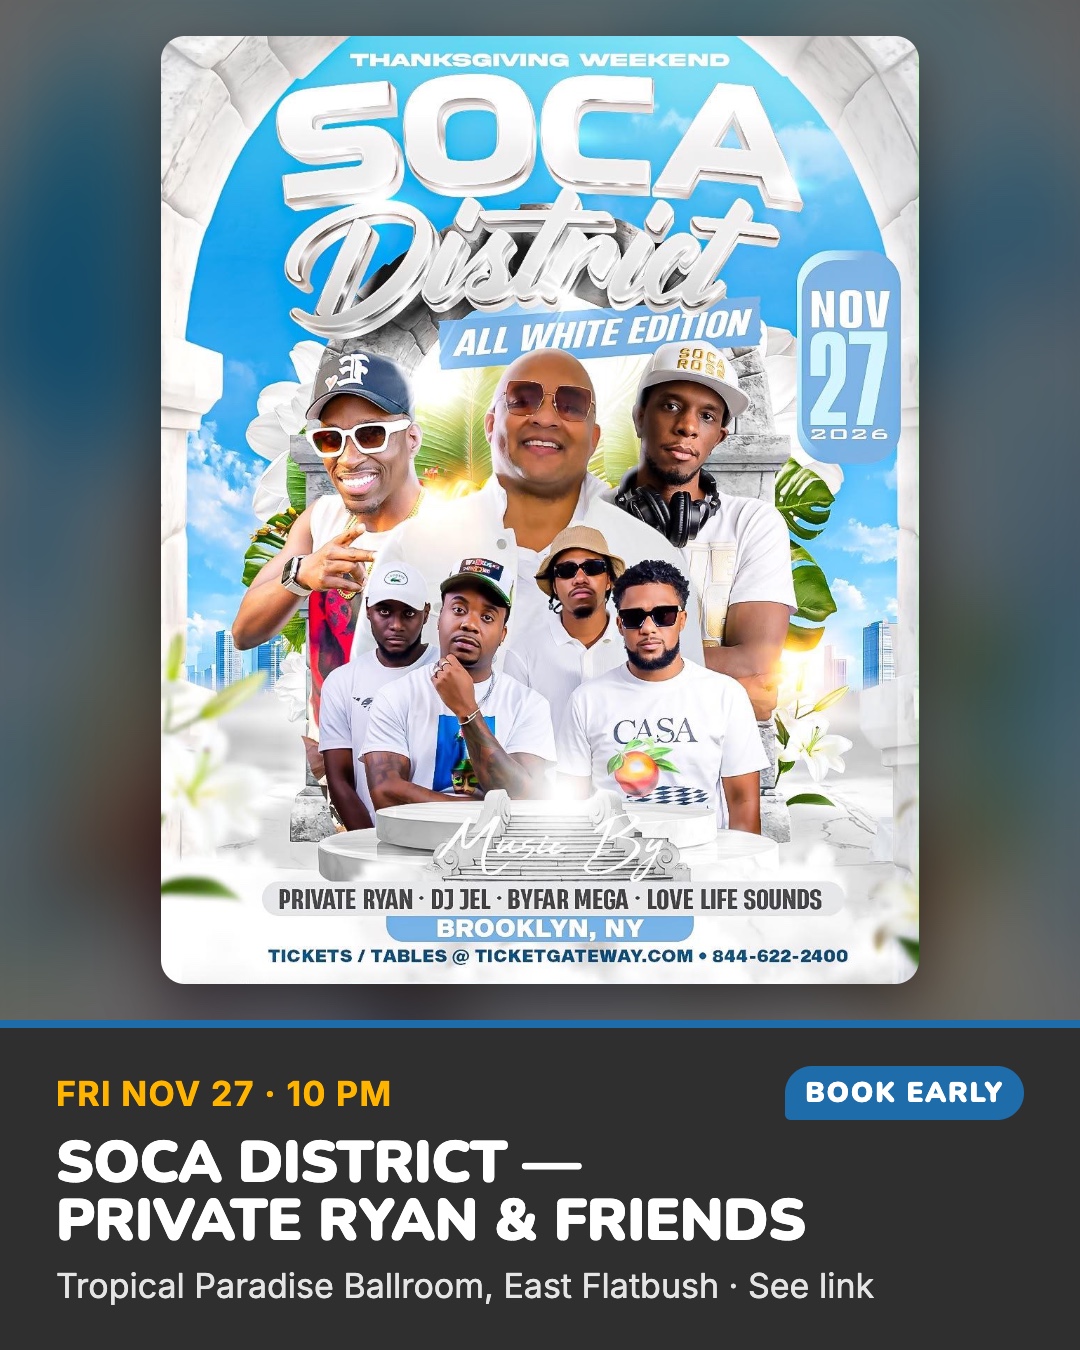 THANKSGIVING WEEKEND
SOCA
District
ALL WHITE EDITION
NOV
27
2026
SOCA
CASA
Music By
PRIVATE RYAN · DJ JEL · BYFAR MEGA · LOVE LIFE SOUNDS
BROOKLYN, NY
TICKETS / TABLES @ TICKETGATEWAY.COM • 844-622-2400
FRI NOV 27 · 10 PM
BOOK EARLY
SOCA DISTRICT —
PRIVATE RYAN & FRIENDS
Tropical Paradise Ballroom, East Flatbush · See link